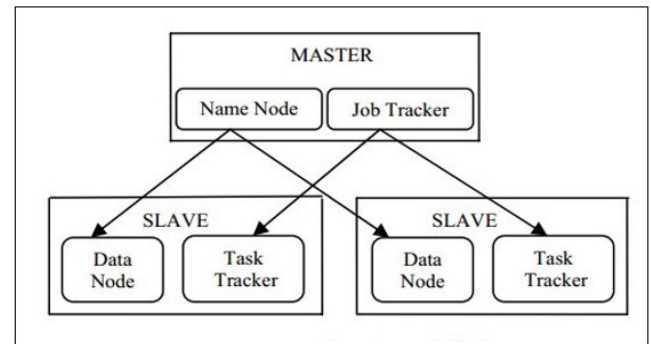 MASTER
Name Node
Job Tracker
SLAVE
Data
Node
Task
Tracker
SLAVE
Data
Node
Task
Tracker